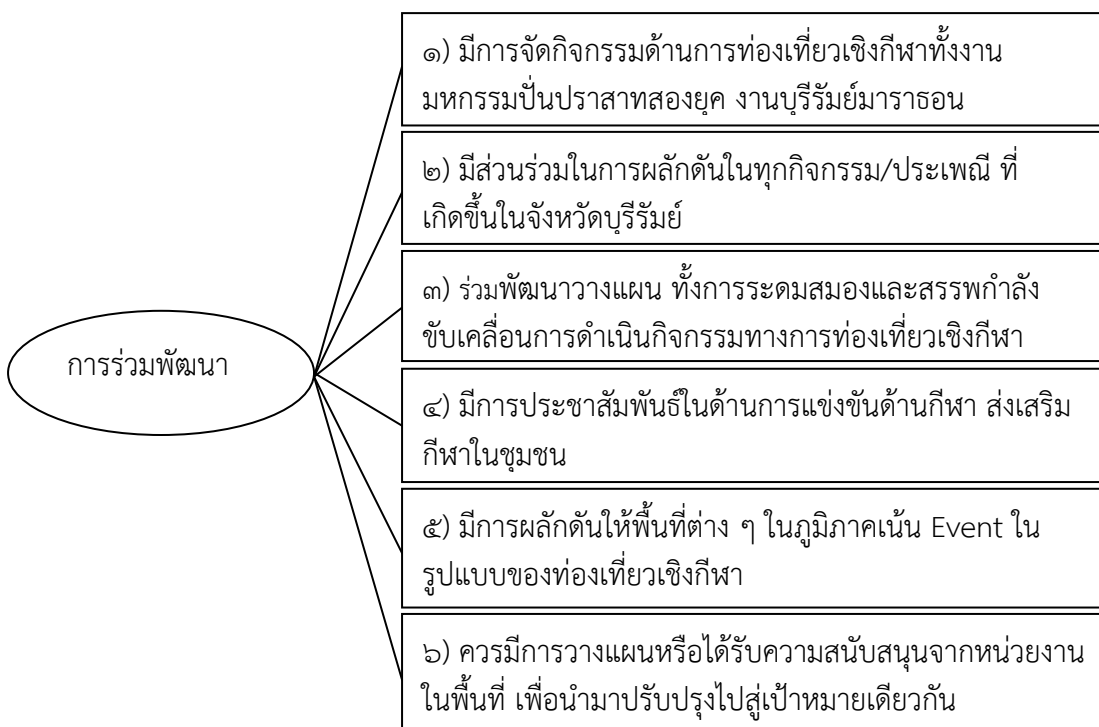 ๑) มีการจัดกิจกรรมด้านการท่องเที่ยวเชิงกีฬาทั้งงาน
มหกรรมปั่นปราสาทสองยุค งานบุรีรัมย์มาราธอน
๒) มีส่วนร่วมในการผลักดันในทุกกิจกรรม/ประเพณี ที่
เกิดขึ้นในจังหวัดบุรีรัมย์
๓) ร่วมพัฒนาวางแผน ทั้งการระดมสมองและสรรพกำลัง
ขับเคลื่อนการดำเนินกิจกรรมทางการท่องเที่ยวเชิงกีฬา
การร่วมพัฒนา
๔) มีการประชาสัมพันธ์ในด้านการแข่งขันด้านกีฬา ส่งเสริม
กีฬาในชุมชน
๕) มีการผลักดันให้พื้นที่ต่าง ๆ ในภูมิภาคเน้น Event ใน
รูปแบบของท่องเที่ยวเชิงกีฬา
๖) ควรมีการวางแผนหรือได้รับความสนับสนุนจากหน่วยงาน
ในพื้นที่ เพื่อนำมาปรับปรุงไปสู่เป้าหมายเดียวกัน